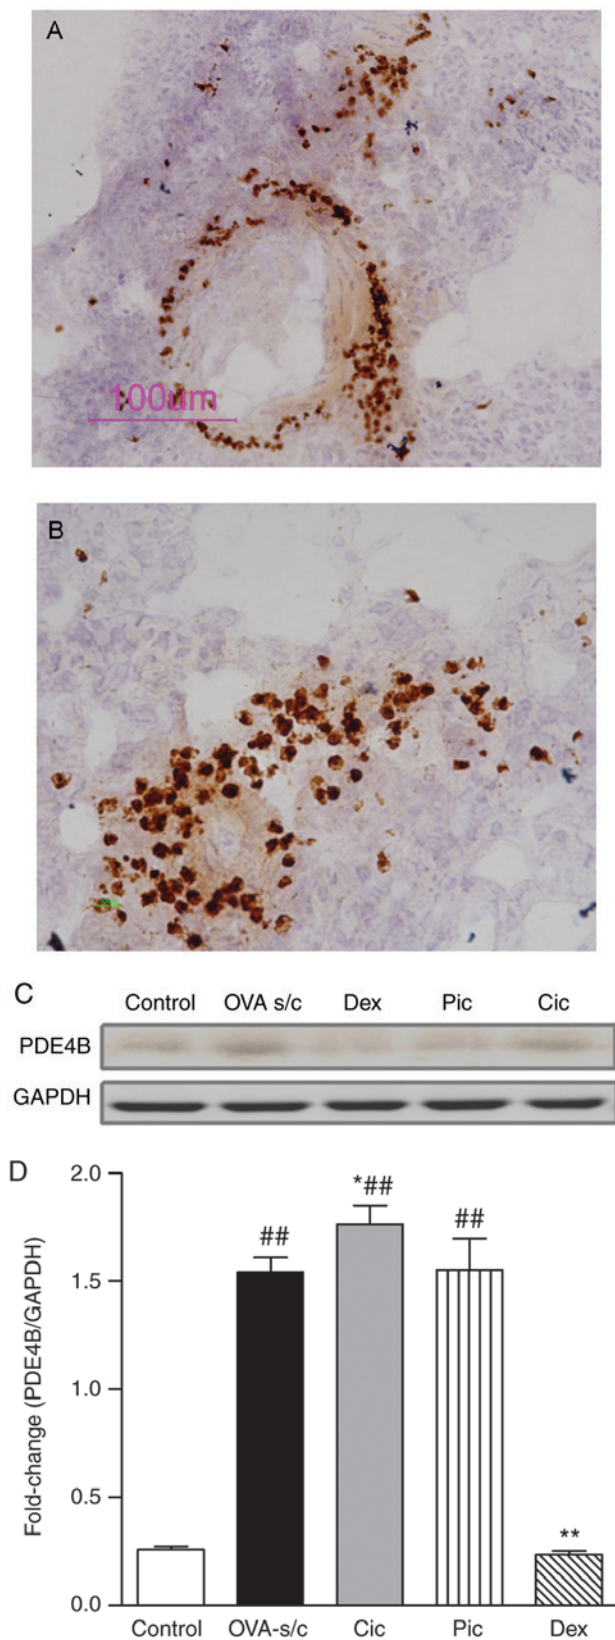 A
100um
B
C
Control OVA s/c Dex Pic Cic
PDE4B
GAPDH
D
Fold-change (PDE4B/GAPDH)
2.0
1.5
1.0
0.5
0.0
##
*##
##
**
Control OVA-s/c Cic Pic Dex